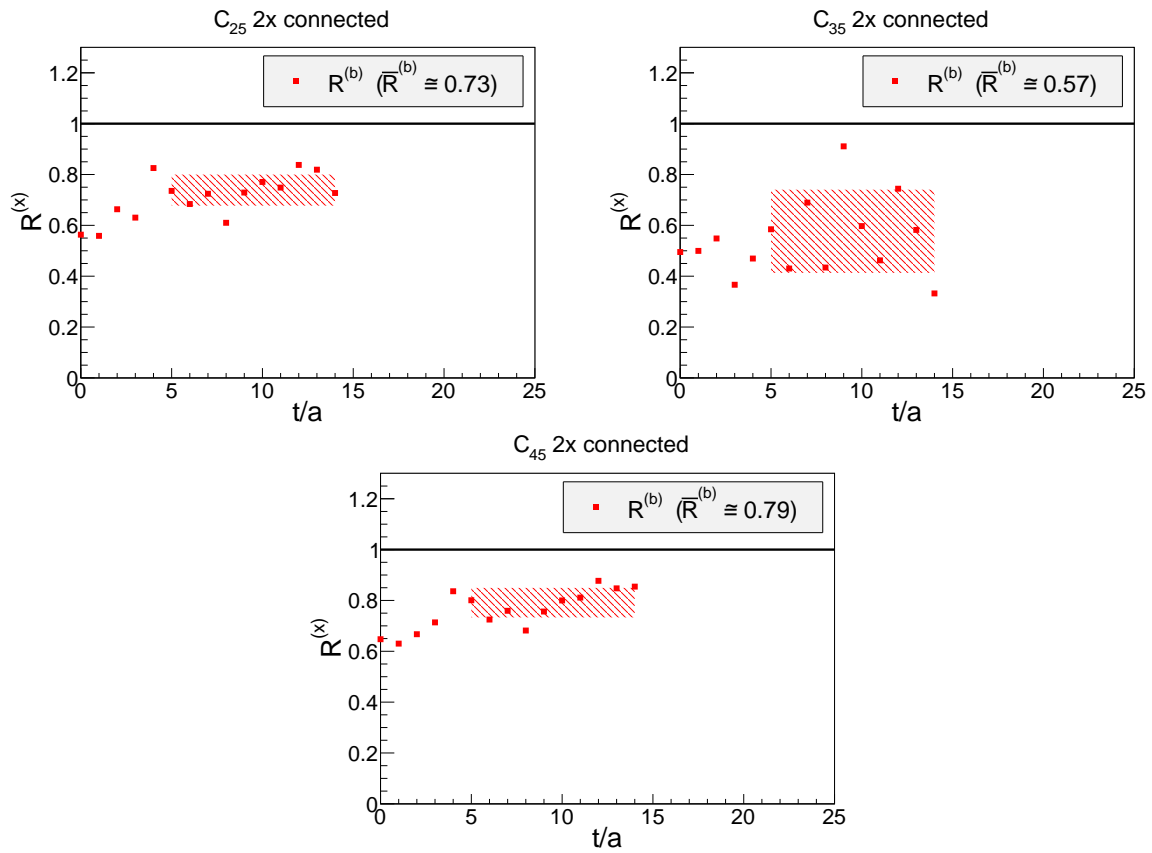 C₂₅ 2x connected
R⁽ˣ⁾
1.2
1
0.8
0.6
0.4
0.2
0
R⁽ᵇ⁾ (R̅⁽ᵇ⁾ ≅ 0.73)
0 5 10 15 20 25
t/a
C₃₅ 2x connected
R⁽ˣ⁾
1.2
1
0.8
0.6
0.4
0.2
0
R⁽ᵇ⁾ (R̅⁽ᵇ⁾ ≅ 0.57)
0 5 10 15 20 25
t/a
C₄₅ 2x connected
R⁽ˣ⁾
1.2
1
0.8
0.6
0.4
0.2
0
R⁽ᵇ⁾ (R̅⁽ᵇ⁾ ≅ 0.79)
0 5 10 15 20 25
t/a